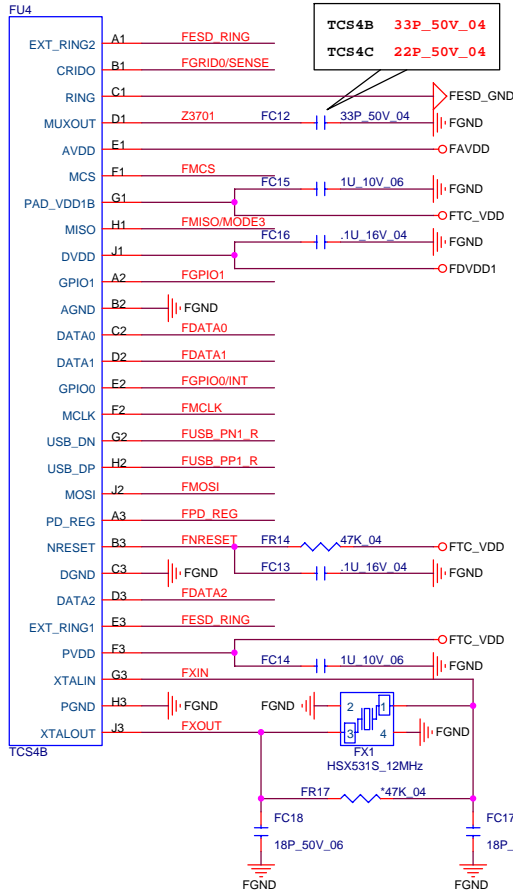 FU4
TCS4B 33P_50V_04
TCS4C 22P_50V_04
EXT_RING2 A1 FESD_RING
CRIDO B1 FGRID0/SENSE
RING C1 FESD_GND
MUXOUT D1 Z3701 FC12 33P_50V_04 FGND
AVDD E1 FAVDD
MCS F1 FMCS
FC15 1U_10V_06 FGND
PAD_VDD1B G1 FTC_VDD
MISO H1 FMISO/MODE3
FC16 .1U_16V_04 FGND
DVDD J1 FDVDD1
GPIO1 A2 FGPIO1
AGND B2 FGND
DATA0 C2 FDATA0
DATA1 D2 FDATA1
GPIO0 E2 FGPIO0/INT
MCLK F2 FMCLK
USB_DN G2 FUSB_PN1_R
USB_DP H2 FUSB_PP1_R
MOSI J2 FMOSI
PD_REG A3 FPD_REG
NRESET B3 FNRESET FR14 47K_04 FTC_VDD
DGND C3 FGND FC13 .1U_16V_04 FGND
DATA2 D3 FDATA2
EXT_RING1 E3 FESD_RING
PVDD F3 FTC_VDD
FC14 1U_10V_06 FGND
XTALIN G3 FXIN
PGND H3 FGND FGND 2 1
XTALOUT J3 FXOUT 3 4 FGND
TCS4B
FX1
HSX531S_12MHz
FR17 *47K_04
FC18 FC17
18P_50V_06 18P_
FGND FGND